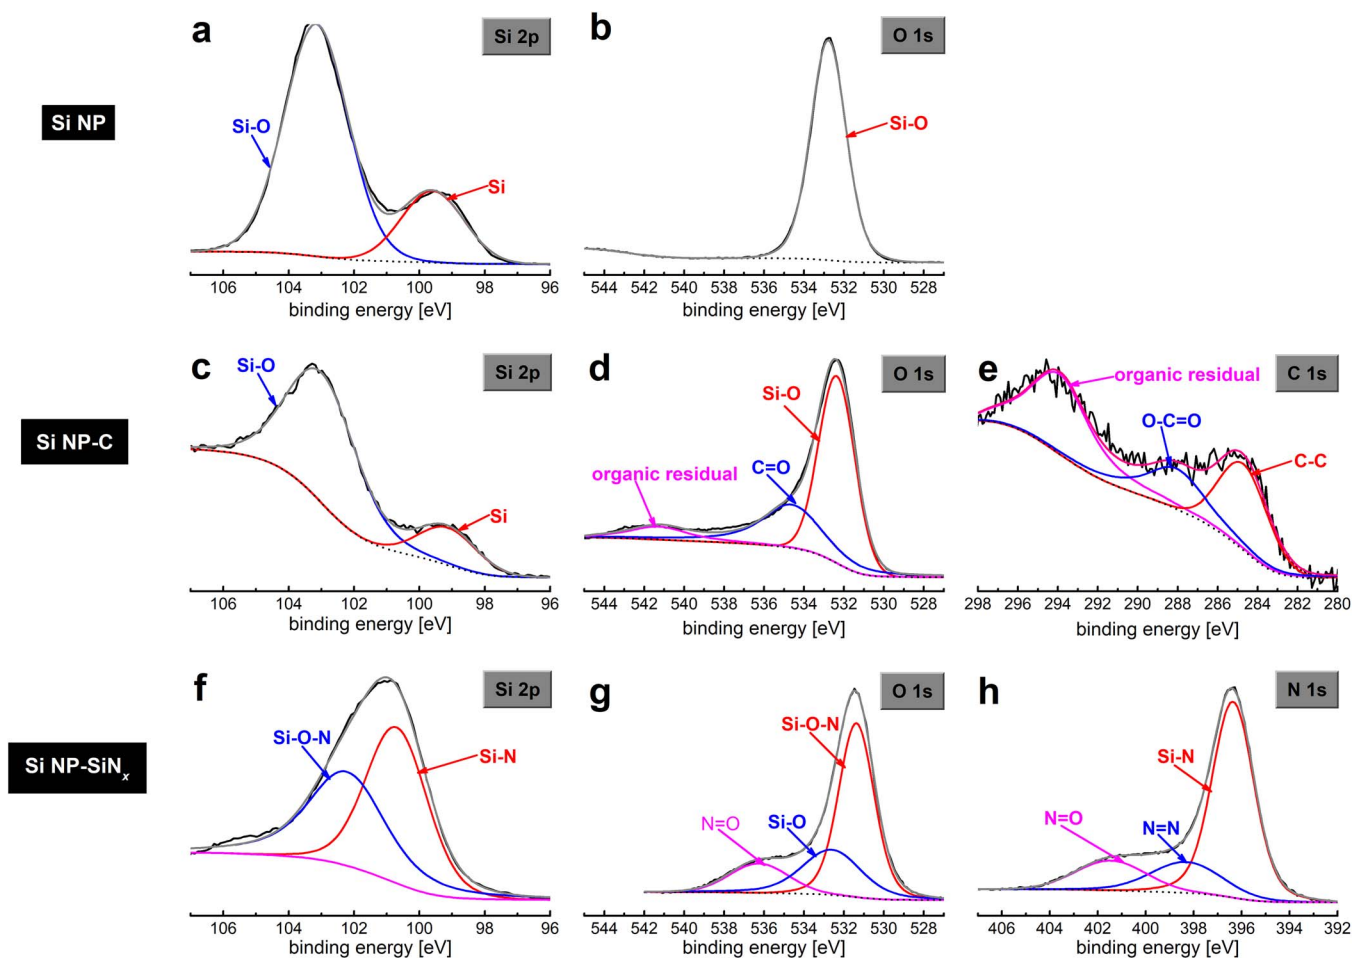 a
Si 2p
Si-O
Si
106 104 102 100 98 96
binding energy [eV]
b
O 1s
Si-O
544 542 540 538 536 534 532 530 528
binding energy [eV]
Si NP
c
Si 2p
Si-O
Si
106 104 102 100 98 96
binding energy [eV]
d
O 1s
Si-O
C=O
organic residual
544 542 540 538 536 534 532 530 528
binding energy [eV]
e
C 1s
organic residual
O-C=O
C-C
298 296 294 292 290 288 286 284 282 280
binding energy [eV]
Si NP-C
f
Si 2p
Si-O-N
Si-N
106 104 102 100 98 96
binding energy [eV]
g
O 1s
Si-O-N
Si-O
N=O
544 542 540 538 536 534 532 530 528
binding energy [eV]
h
N 1s
Si-N
N=O
N=N
406 404 402 400 398 396 394 392
binding energy [eV]
Si NP-SiNx